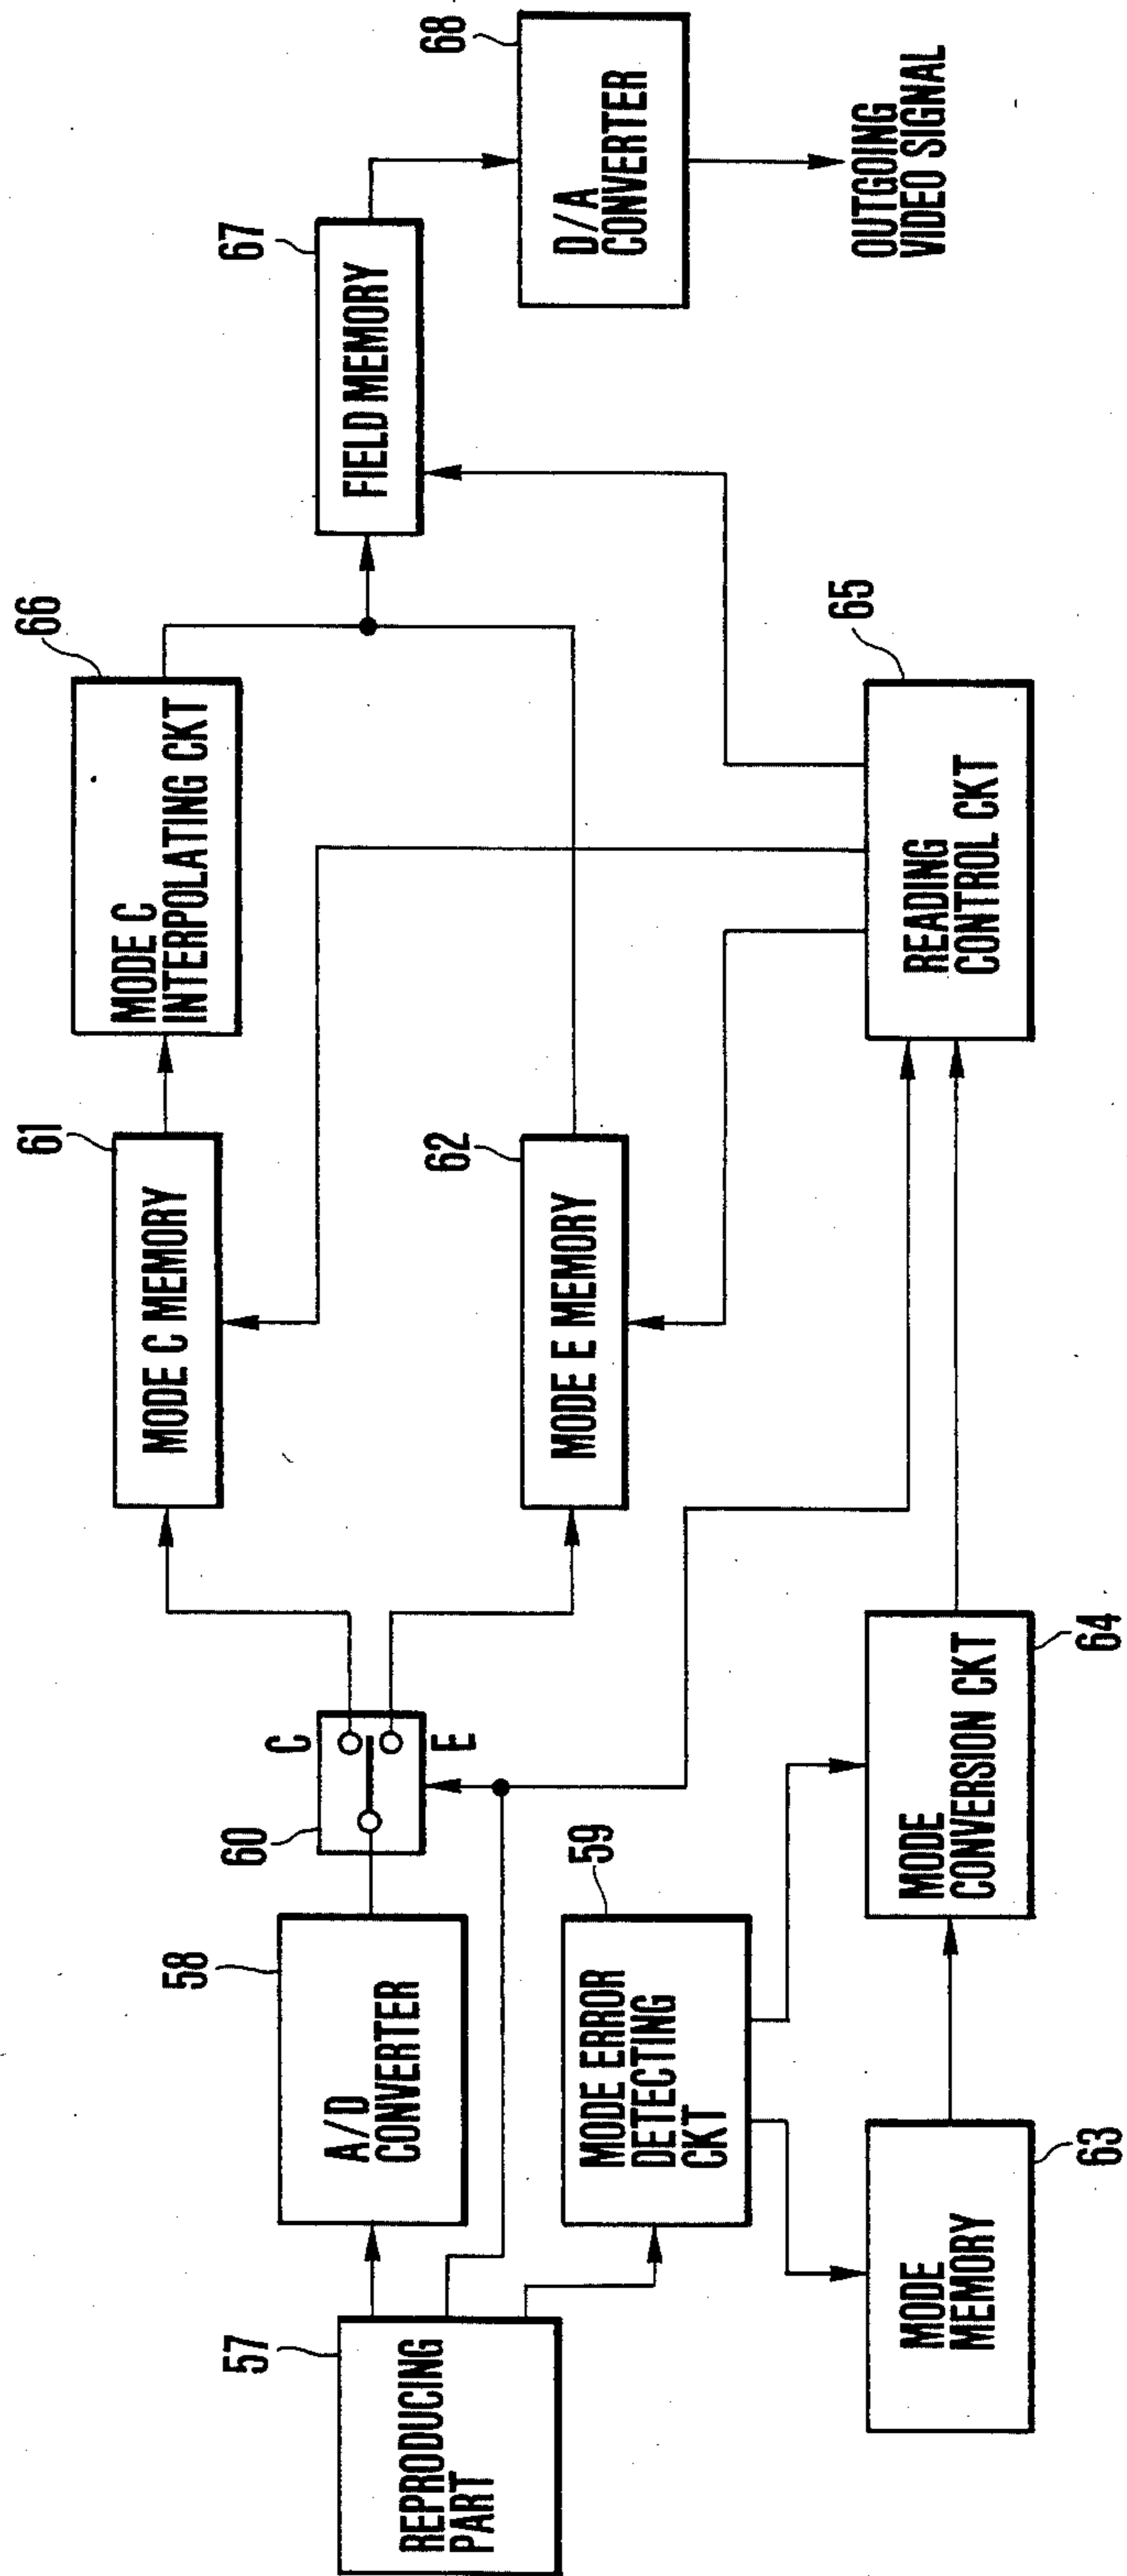 57
REPRODUCING
PART
58
A/D
CONVERTER
60
C
E
59
MODE ERROR
DETECTING
CKT
63
MODE
MEMORY
64
MODE
CONVERSION CKT
61
MODE C MEMORY
62
MODE E MEMORY
66
MODE C
INTERPOLATING CKT
65
READING
CONTROL CKT
67
FIELD MEMORY
68
D/A
CONVERTER
OUTGOING
VIDEO SIGNAL